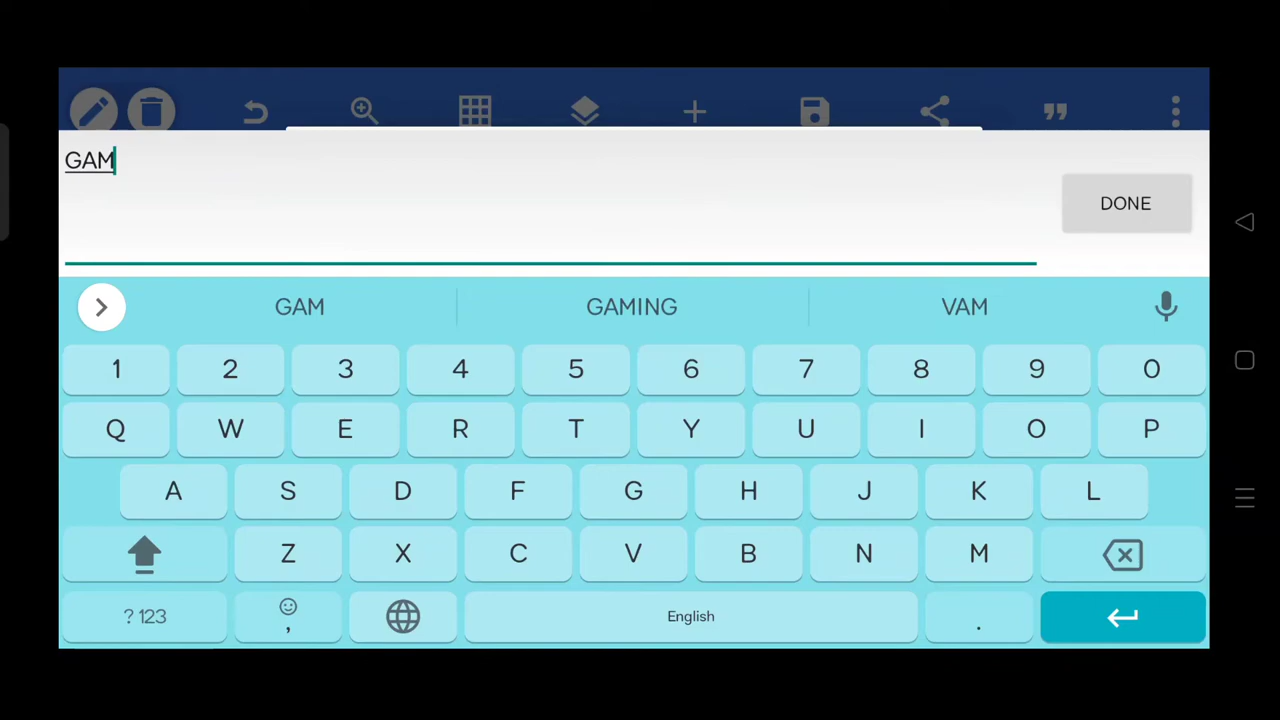 GAM
DONE
GAM GAMING VAM
1 2 3 4 5 6 7 8 9 0
Q W E R T Y U I O P
A S D F G H J K L
Z X C V B N M
?123 , English .